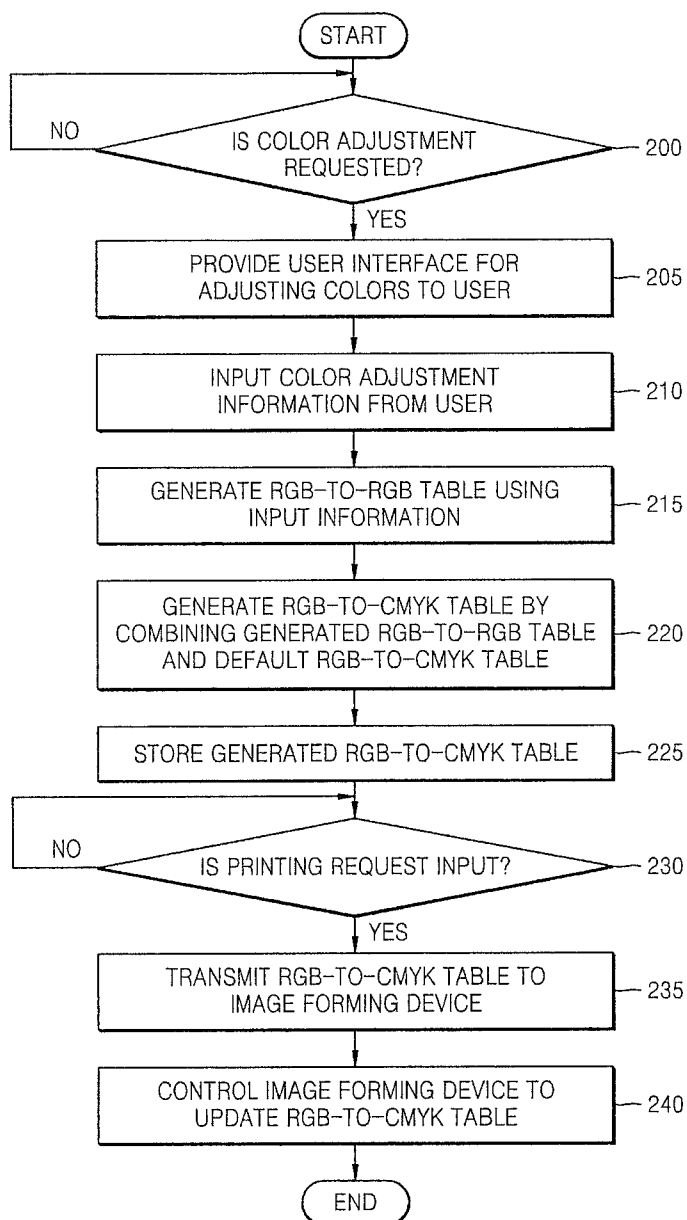 START
NO
IS COLOR ADJUSTMENT
REQUESTED?
200
YES
PROVIDE USER INTERFACE FOR
ADJUSTING COLORS TO USER
205
INPUT COLOR ADJUSTMENT
INFORMATION FROM USER
210
GENERATE RGB-TO-RGB TABLE USING
INPUT INFORMATION
215
GENERATE RGB-TO-CMYK TABLE BY
COMBINING GENERATED RGB-TO-RGB TABLE
AND DEFAULT RGB-TO-CMYK TABLE
220
STORE GENERATED RGB-TO-CMYK TABLE
225
NO
IS PRINTING REQUEST INPUT?
230
YES
TRANSMIT RGB-TO-CMYK TABLE TO
IMAGE FORMING DEVICE
235
CONTROL IMAGE FORMING DEVICE TO
UPDATE RGB-TO-CMYK TABLE
240
END